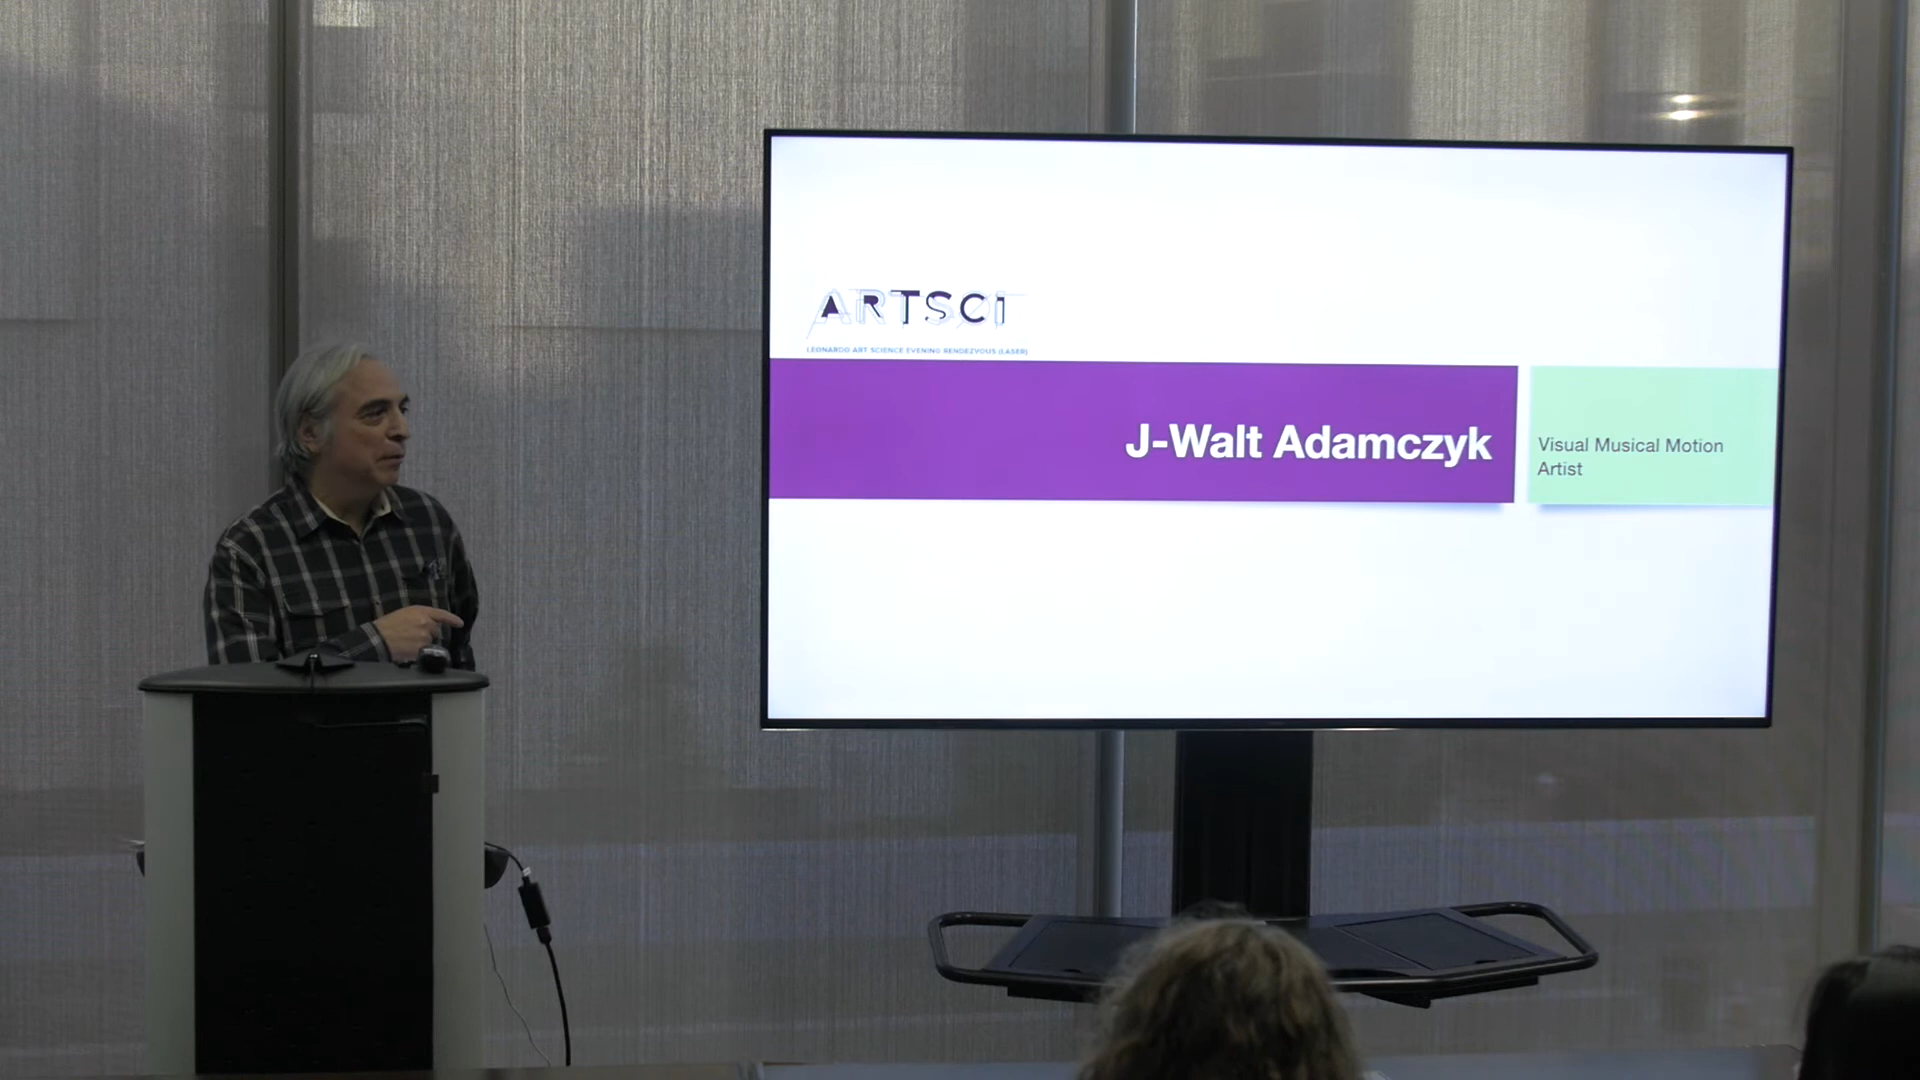 ARTSCI
LEONARDO ART SCIENCE EVENING RENDEZVOUS (LASER)
J-Walt Adamczyk
Visual Musical Motion
Artist